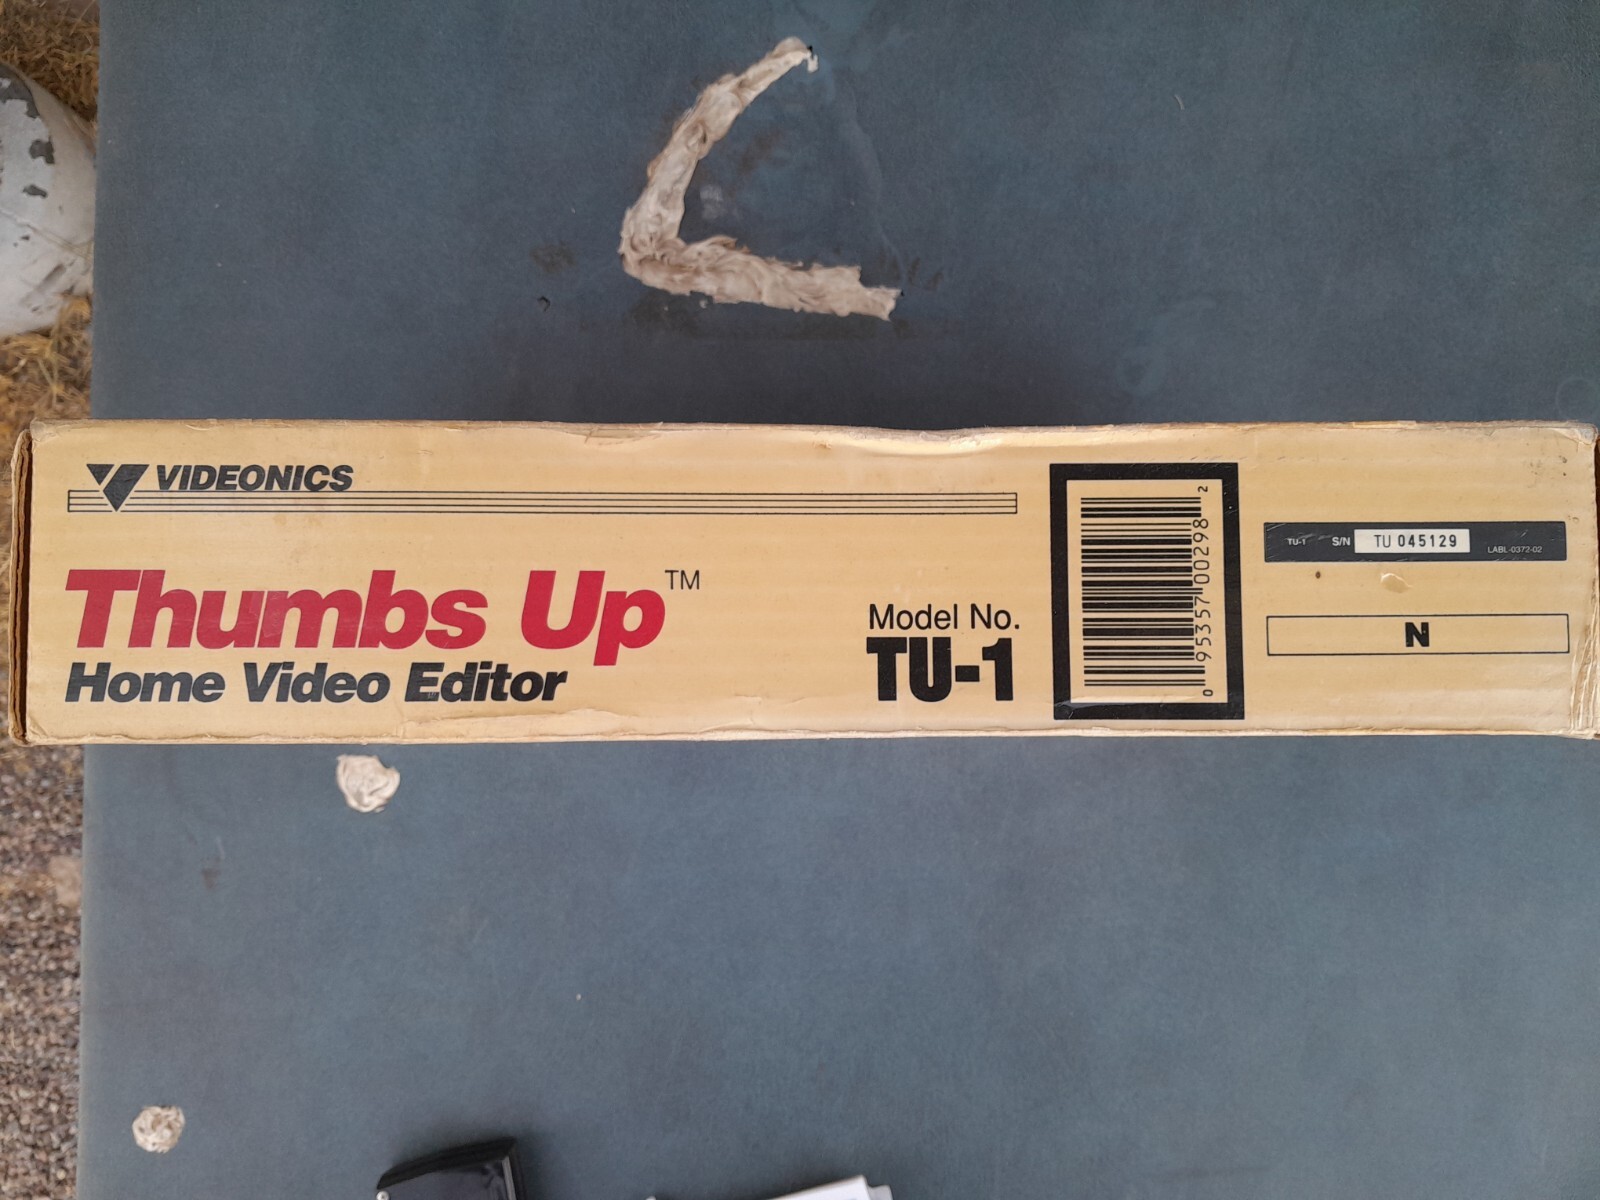 VIDEONICS
Thumbs Up™
Home Video Editor
Model No.
TU-1
0 95357 00298 2
TU-1 S/N TU 045129 LABL-0372-02
N